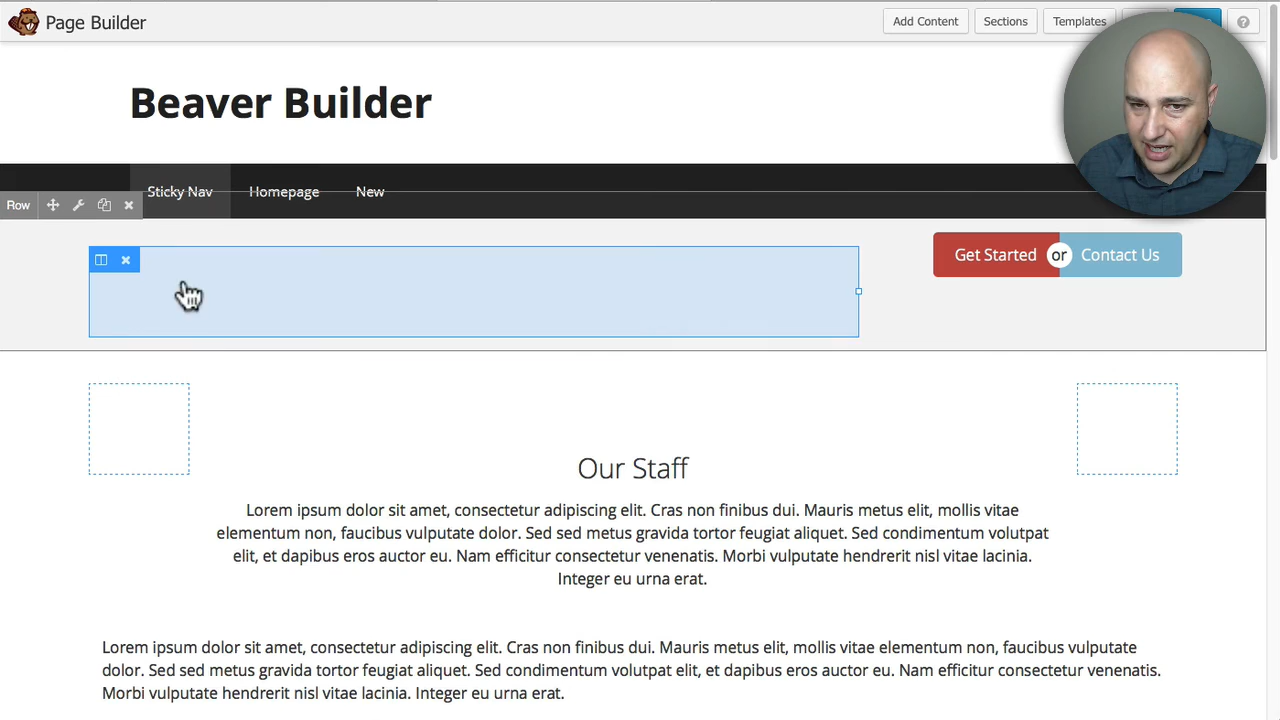 Page Builder
Add Content
Sections
Templates
Beaver Builder
Sticky Nav
Homepage
New
Row
Get Started
or
Contact Us
Our Staff
Lorem ipsum dolor sit amet, consectetur adipiscing elit. Cras non finibus dui. Mauris metus elit, mollis vitae
elementum non, faucibus vulputate dolor. Sed sed metus gravida tortor feugiat aliquet. Sed condimentum volutpat
elit, et dapibus eros auctor eu. Nam efficitur consectetur venenatis. Morbi vulputate hendrerit nisl vitae lacinia.
Integer eu urna erat.
Lorem ipsum dolor sit amet, consectetur adipiscing elit. Cras non finibus dui. Mauris metus elit, mollis vitae elementum non, faucibus vulputate
dolor. Sed sed metus gravida tortor feugiat aliquet. Sed condimentum volutpat elit, et dapibus eros auctor eu. Nam efficitur consectetur venenatis.
Morbi vulputate hendrerit nisl vitae lacinia. Integer eu urna erat.